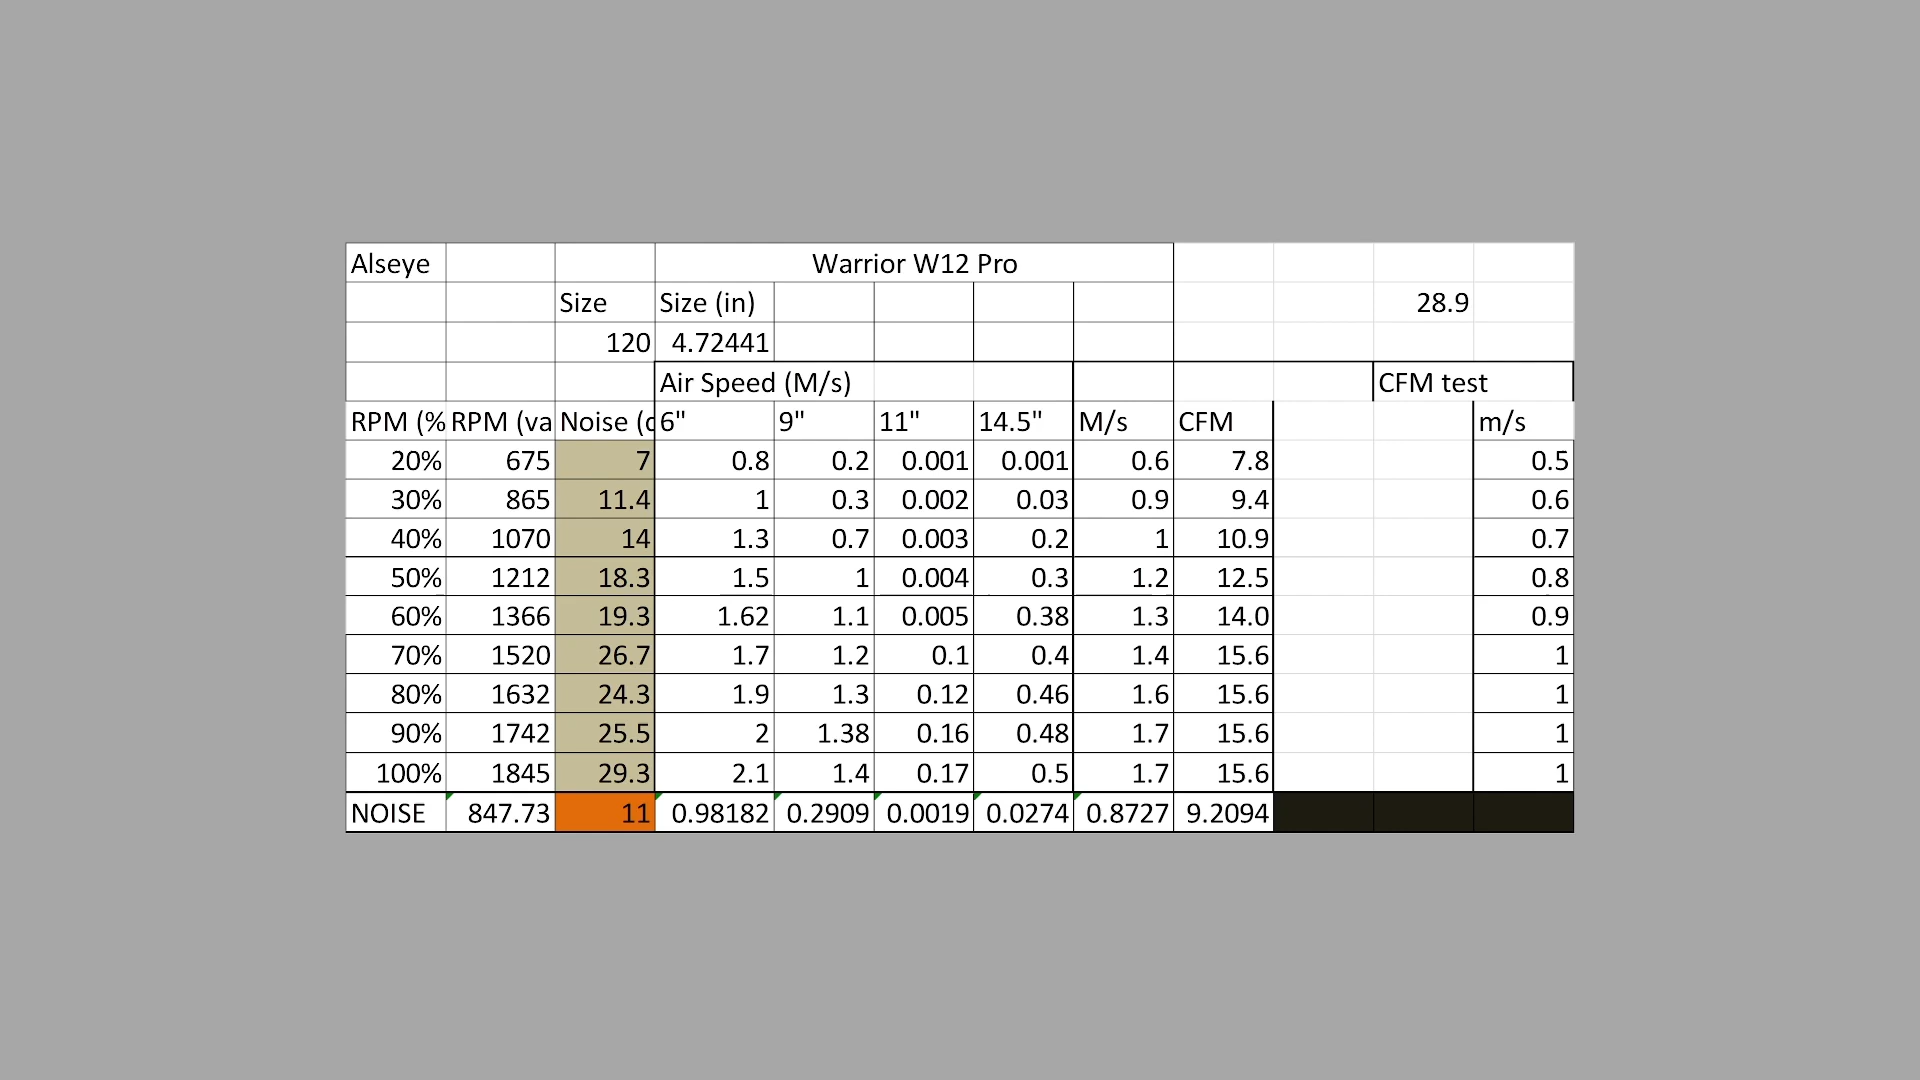 Alseye Warrior W12 Pro
Size Size (in) 28.9
120 4.72441
Air Speed (M/s) CFM test
RPM (% RPM (va Noise (d 6" 9" 11" 14.5" M/s CFM m/s
20% 675 7 0.8 0.2 0.001 0.001 0.6 7.8 0.5
30% 865 11.4 1 0.3 0.002 0.03 0.9 9.4 0.6
40% 1070 14 1.3 0.7 0.003 0.2 1 10.9 0.7
50% 1212 18.3 1.5 1 0.004 0.3 1.2 12.5 0.8
60% 1366 19.3 1.62 1.1 0.005 0.38 1.3 14.0 0.9
70% 1520 26.7 1.7 1.2 0.1 0.4 1.4 15.6 1
80% 1632 24.3 1.9 1.3 0.12 0.46 1.6 15.6 1
90% 1742 25.5 2 1.38 0.16 0.48 1.7 15.6 1
100% 1845 29.3 2.1 1.4 0.17 0.5 1.7 15.6 1
NOISE 847.73 11 0.98182 0.2909 0.0019 0.0274 0.8727 9.2094